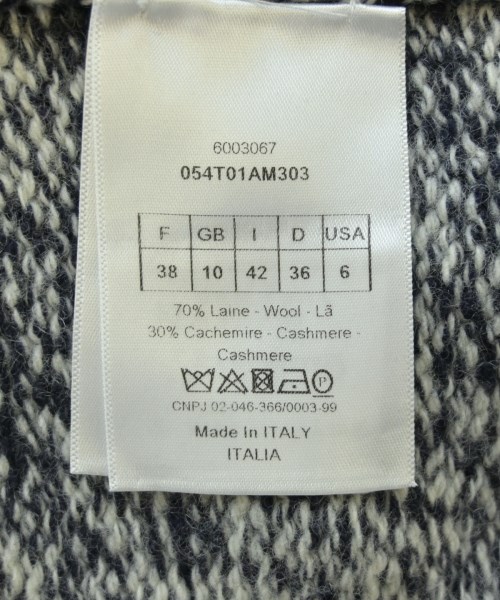 6003067
054T01AM303
F GB I D USA
38 10 42 36 6
70% Laine - Wool - Lã
30% Cachemire - Cashmere -
Cashmere
P
CNPJ 02-046-366/0003-99
Made In ITALY
ITALIA